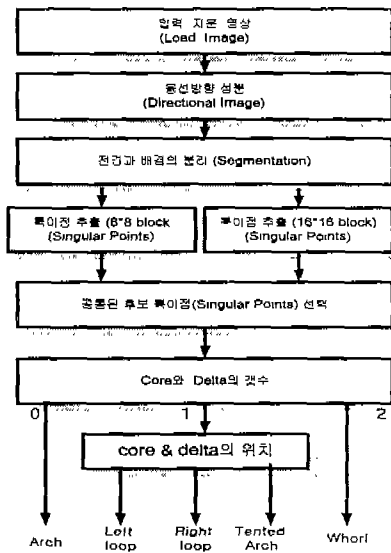 입력 지문 영상
(Load Image)
융선방향 성분
(Directional Image)
전경과 배경의 분리 (Segmentation)
특이점 추출 (8*8 block
(Singular Points)
특이점 추출 (16*16 block)
(Singular Points)
공통된 후보 특이점(Singular Points) 선택
Core와 Delta의 갯수
0 1 2
core & delta의 위치
Arch
Left loop
Right loop
Tented Arch
Whorl